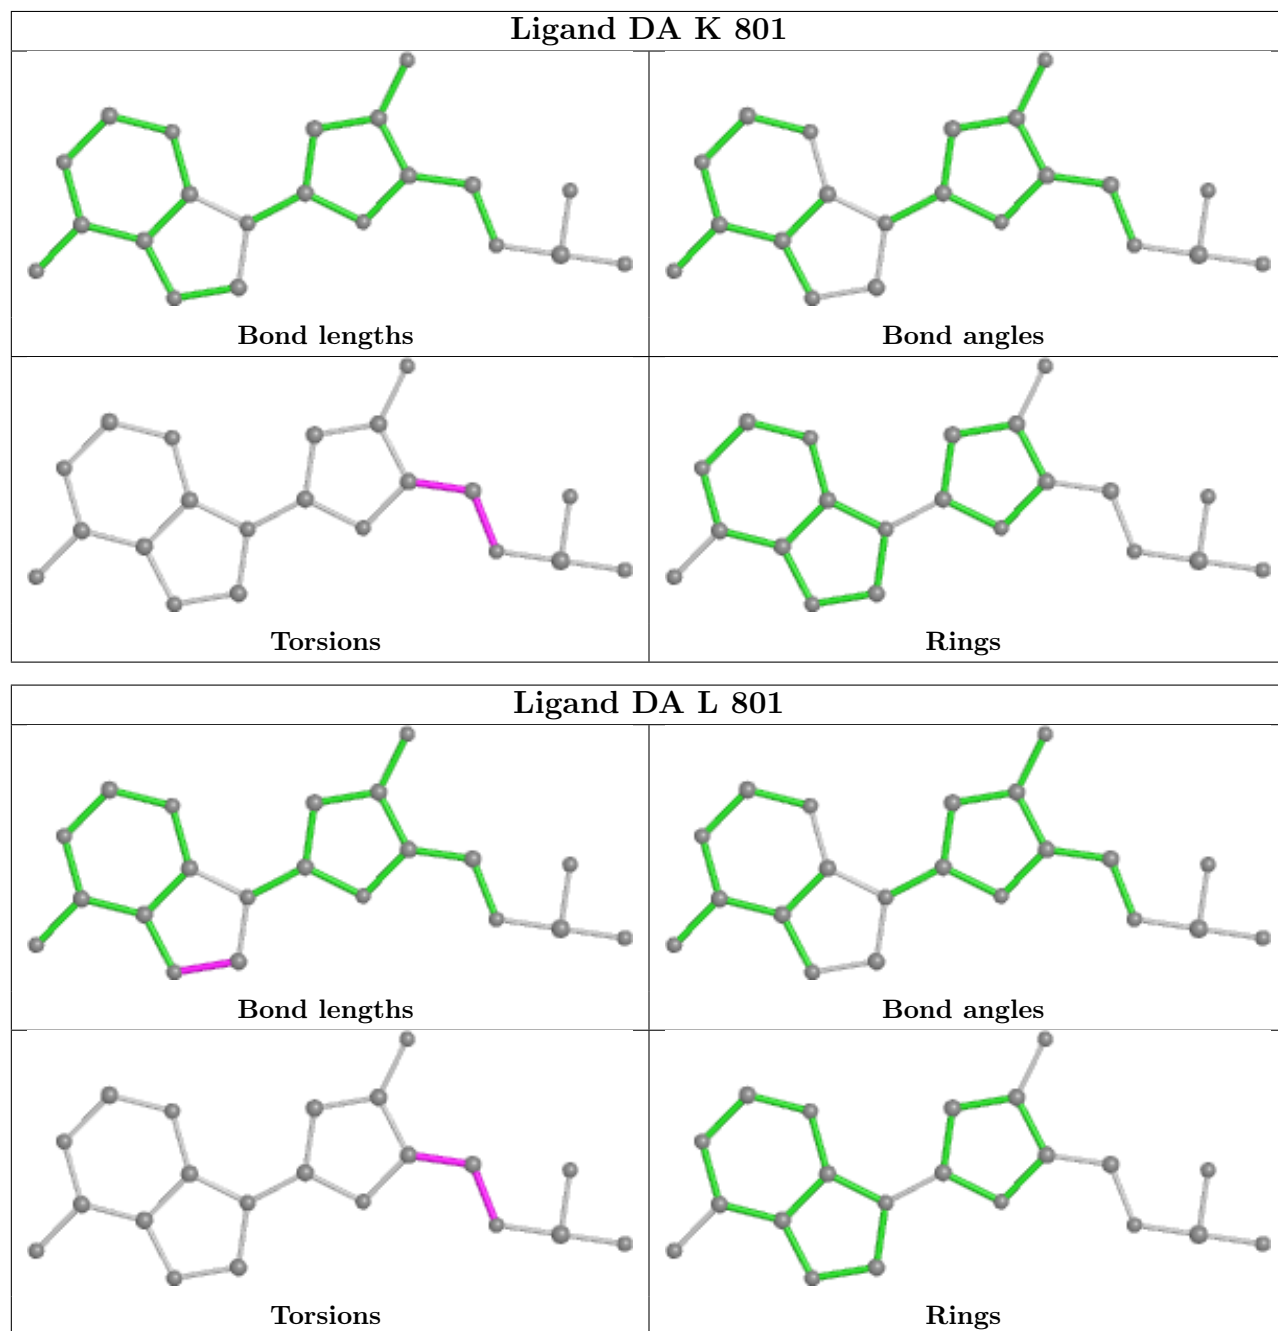 Ligand DA K 801
Bond lengths
Bond angles
Torsions
Rings
Ligand DA L 801
Bond lengths
Bond angles
Torsions
Rings